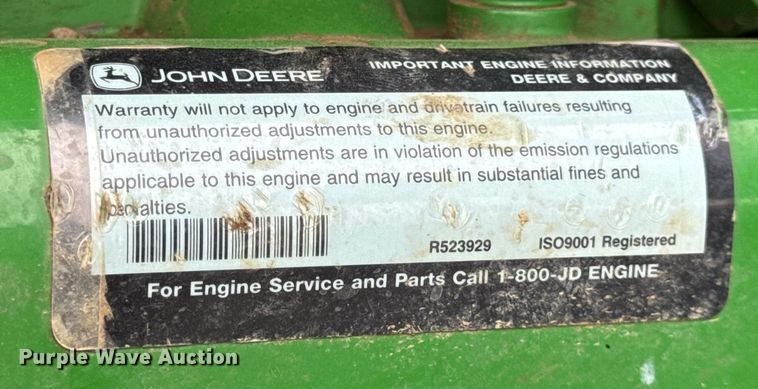 JOHN DEERE
IMPORTANT ENGINE INFORMATION
DEERE & COMPANY
Warranty will not apply to engine and drivetrain failures resulting
from unauthorized adjustments to this engine.
Unauthorized adjustments are in violation of the emission regulations
applicable to this engine and may result in substantial fines and
penalties.
R523929 ISO9001 Registered
For Engine Service and Parts Call 1-800-JD ENGINE
Purple Wave Auction